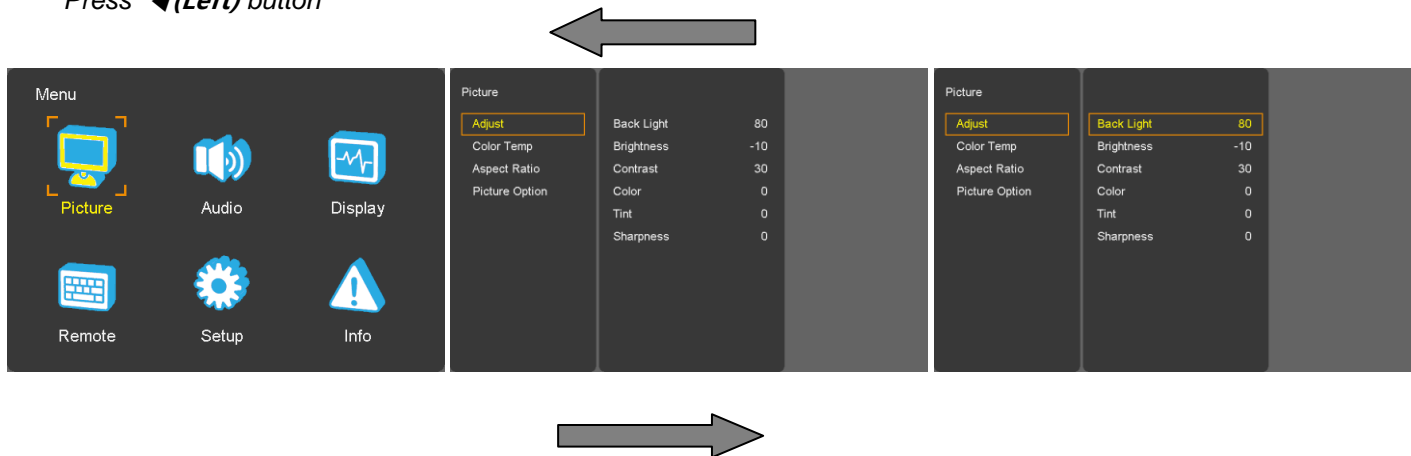 Press ◄(Left) button
Menu
Picture Audio Display
Remote Setup Info
Picture
Adjust
Color Temp
Aspect Ratio
Picture Option
Back Light 80
Brightness -10
Contrast 30
Color 0
Tint 0
Sharpness 0
Picture
Adjust
Color Temp
Aspect Ratio
Picture Option
Back Light 80
Brightness -10
Contrast 30
Color 0
Tint 0
Sharpness 0